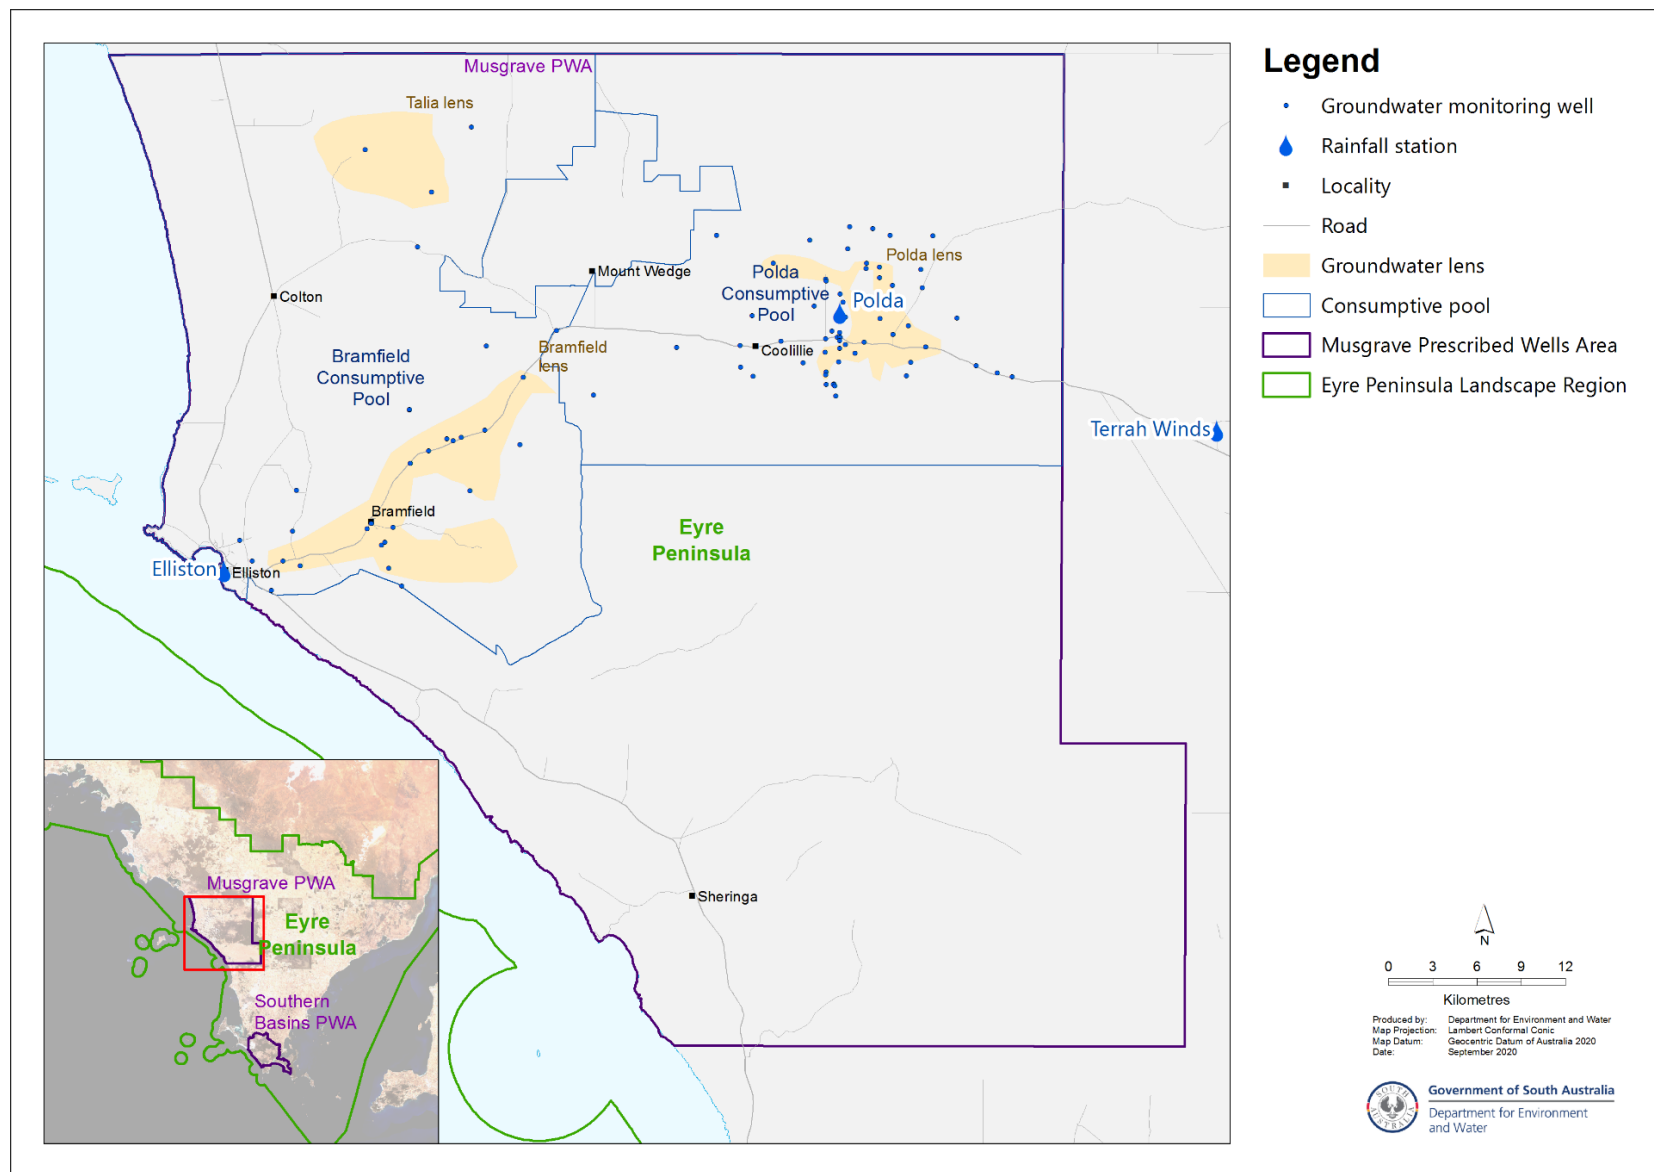 Musgrave PWA
Talia lens
Polda lens
Mount Wedge
Polda
Consumptive
Pool
Polda
Colton
Coolillie
Bramfield
lens
Bramfield
Consumptive
Pool
Terrah Winds
Bramfield
Eyre
Peninsula
Elliston
Elliston
Sheringa
Musgrave PWA
Eyre
Peninsula
Southern
Basins PWA
Legend
Groundwater monitoring well
Rainfall station
Locality
Road
Groundwater lens
Consumptive pool
Musgrave Prescribed Wells Area
Eyre Peninsula Landscape Region
N
0 3 6 9 12
Kilometres
Produced by: Department for Environment and Water
Map Projection: Lambert Conformal Conic
Map Datum: Geocentric Datum of Australia 2020
Date: September 2020
SOUTH
AUSTRALIA
Government of South Australia
Department for Environment
and Water